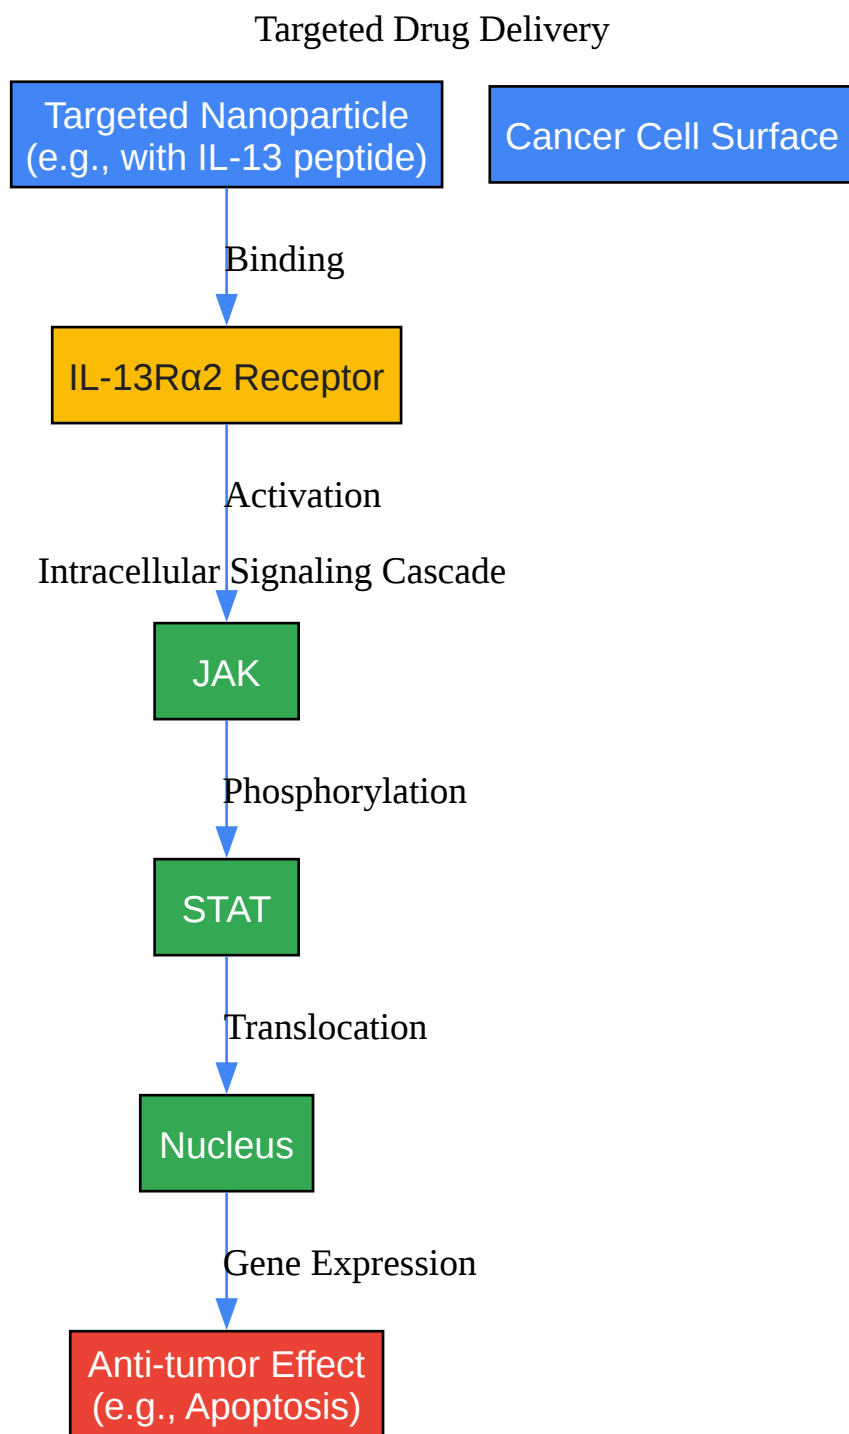 Targeted Drug Delivery
Targeted Nanoparticle
(e.g., with IL-13 peptide)
Cancer Cell Surface
Binding
IL-13Rα2 Receptor
Activation
Intracellular Signaling Cascade
JAK
Phosphorylation
STAT
Translocation
Nucleus
Gene Expression
Anti-tumor Effect
(e.g., Apoptosis)